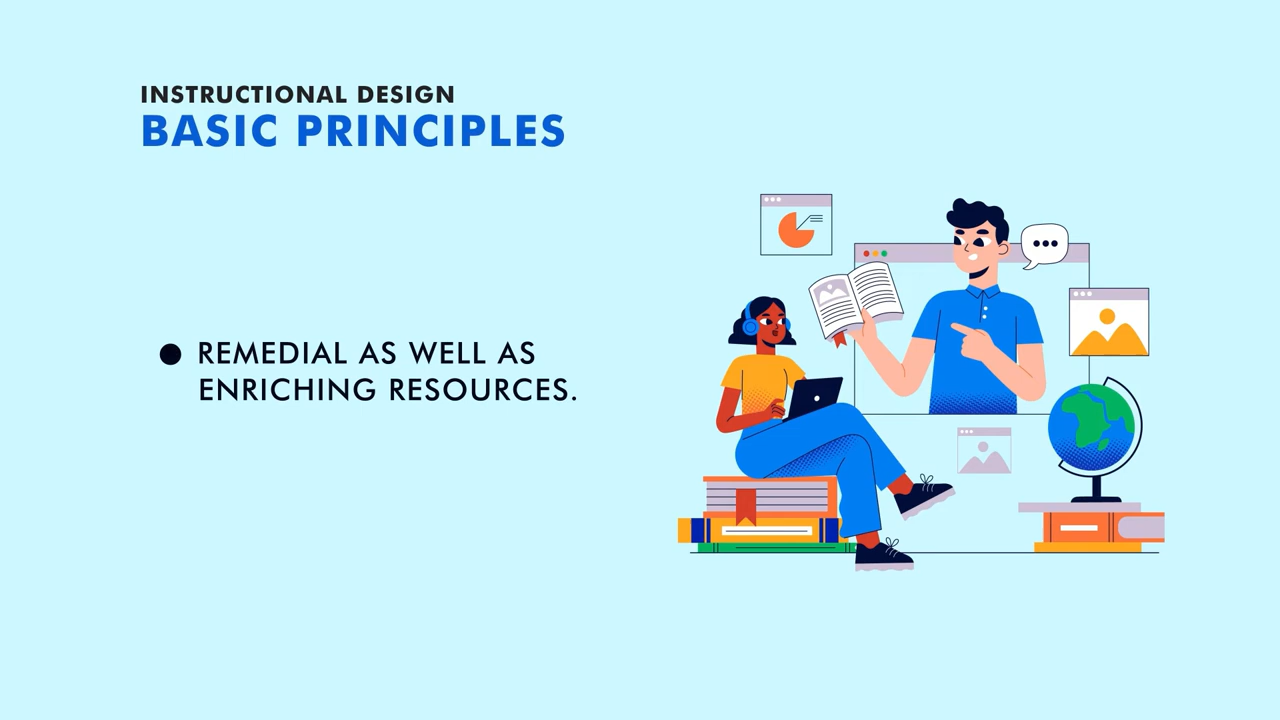 INSTRUCTIONAL DESIGN
BASIC PRINCIPLES
● REMEDIAL AS WELL AS
ENRICHING RESOURCES.